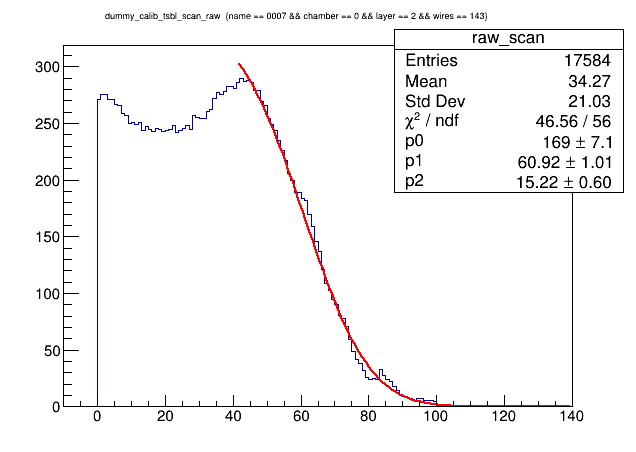 dummy_calib_tsbl_scan_raw (name == 0007 && chamber == 0 && layer == 2 && wires == 143)
raw_scan
Entries 17584
Mean 34.27
Std Dev 21.03
χ² / ndf 46.56 / 56
p0 169 ± 7.1
p1 60.92 ± 1.01
p2 15.22 ± 0.60
300
250
200
150
100
50
0
0 20 40 60 80 100 120 140